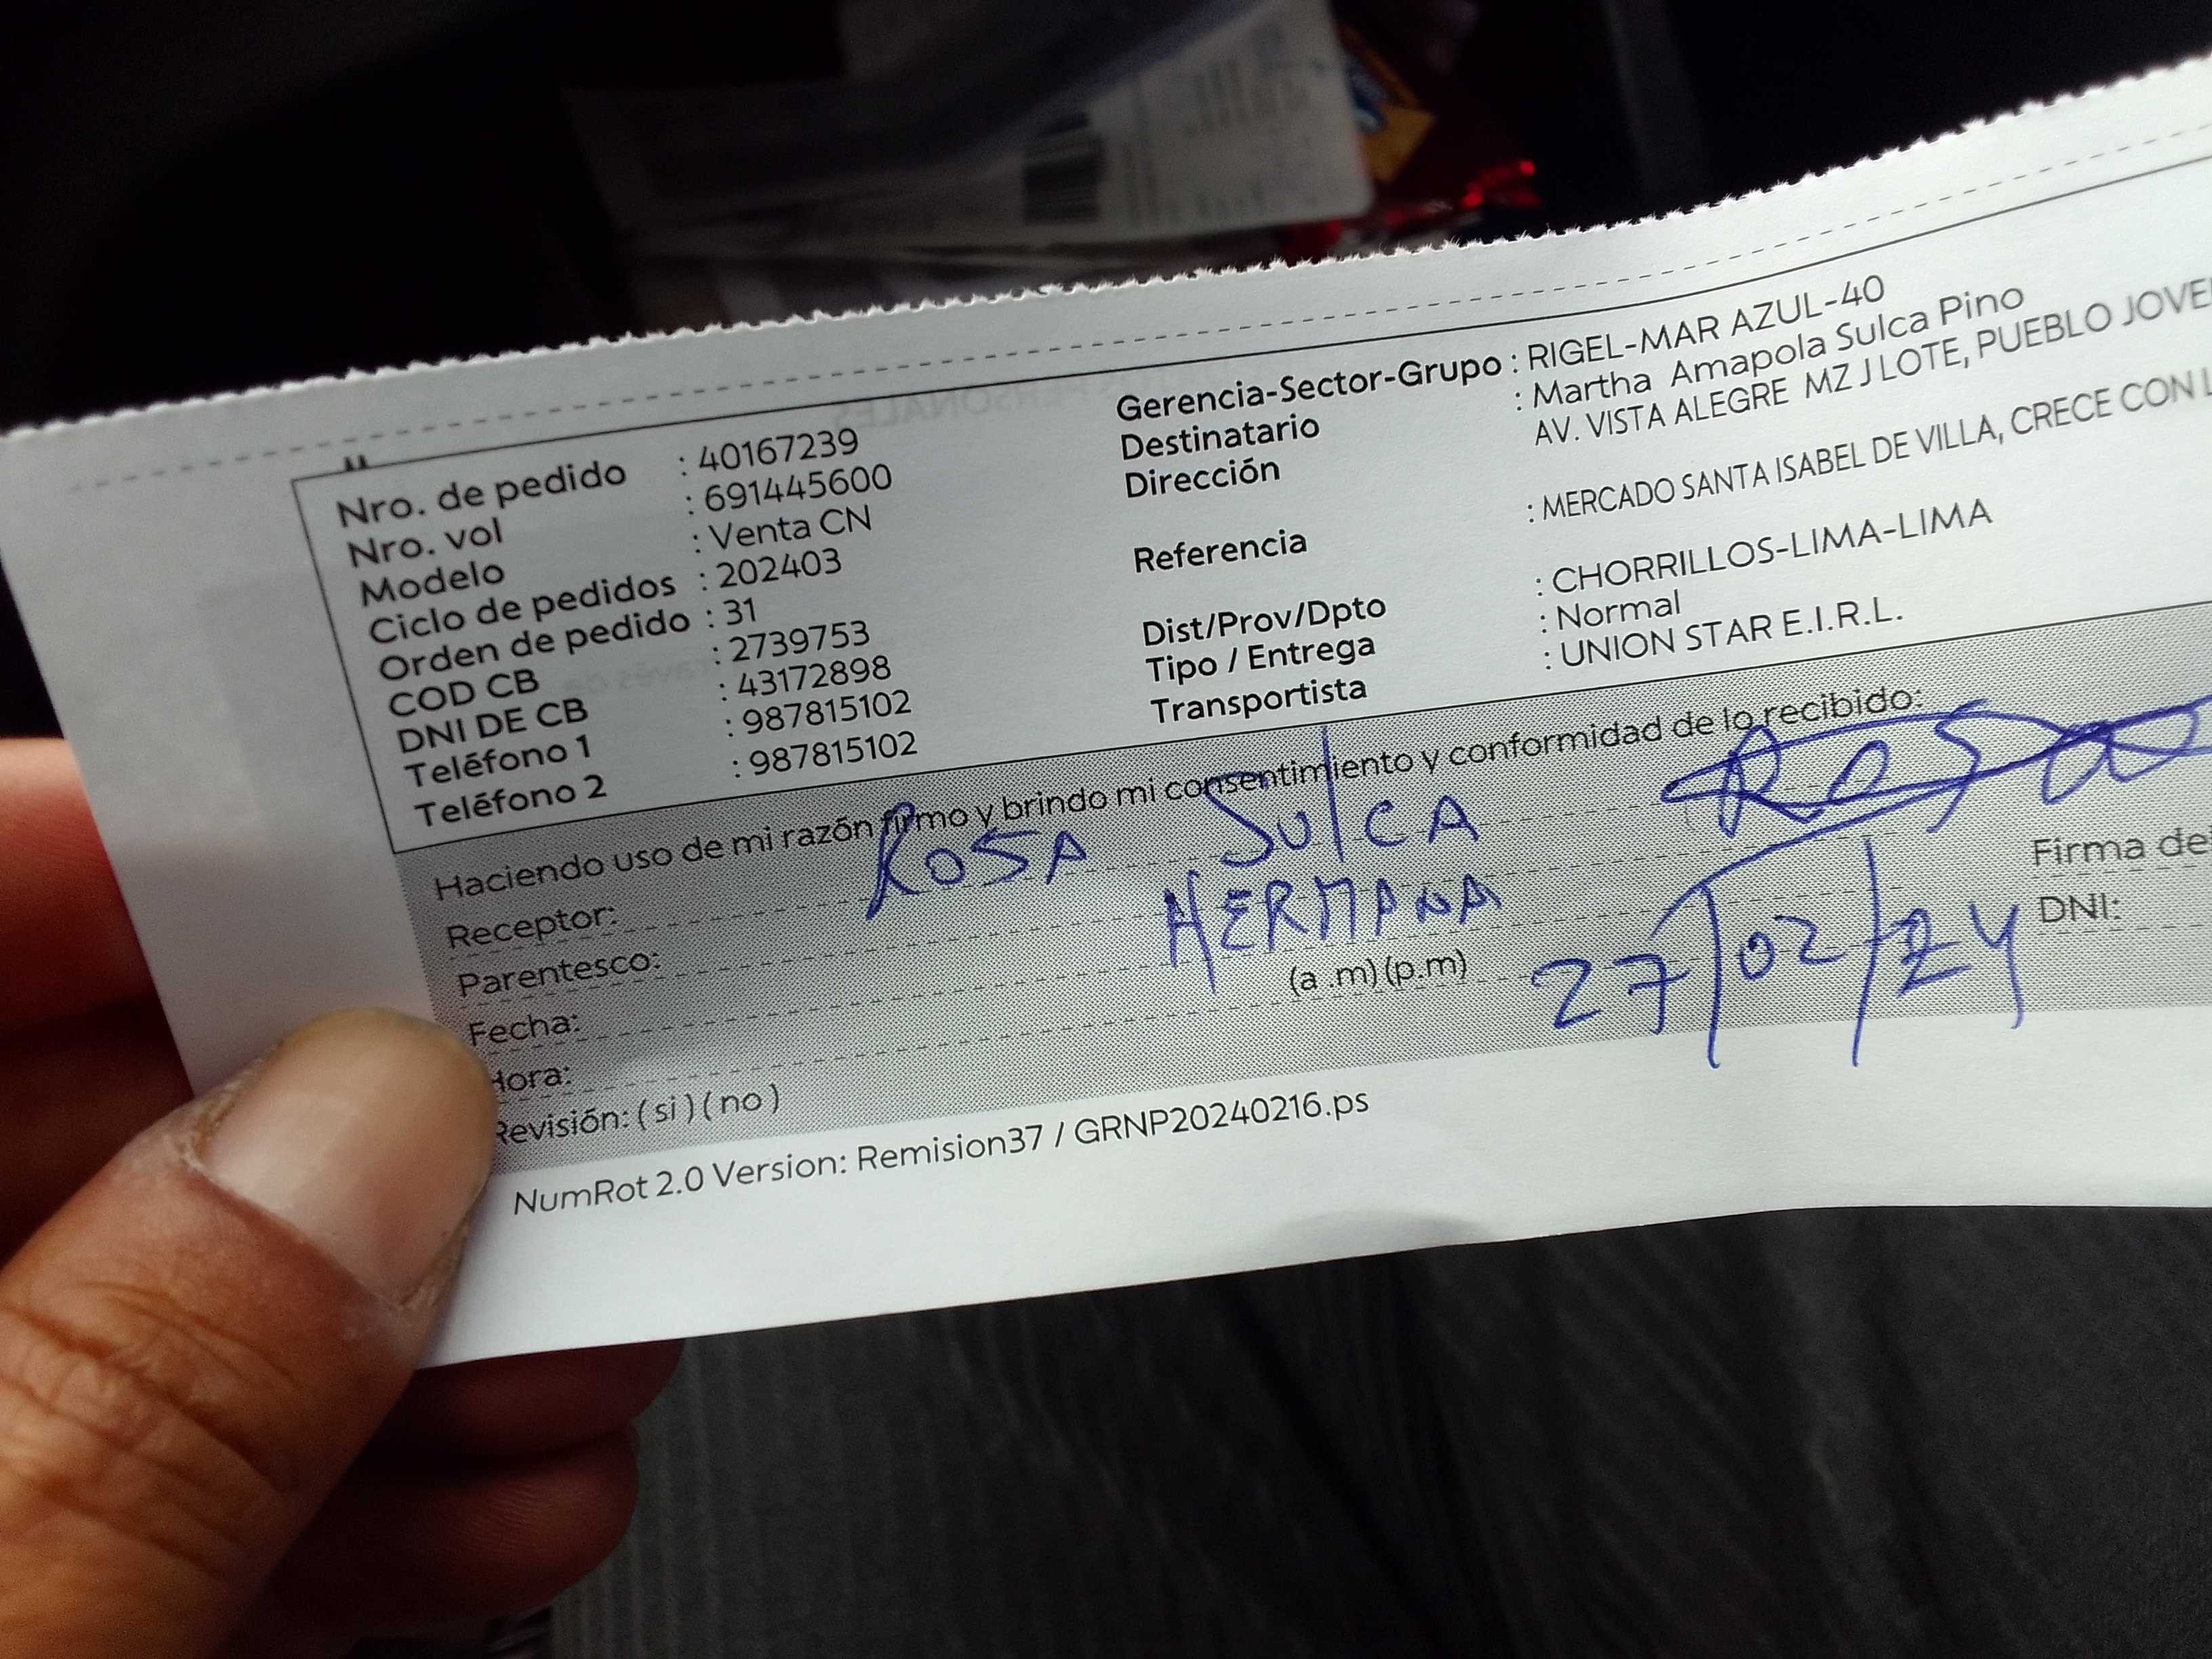 Nro. de pedido : 40167239
Nro. vol : 691445600
Modelo : Venta CN
Ciclo de pedidos : 202403
Orden de pedido : 31
COD CB : 2739753
DNI DE CB : 43172898
Teléfono 1 : 987815102
Teléfono 2 : 987815102
Gerencia-Sector-Grupo : RIGEL-MAR AZUL-40
Destinatario : Martha Amapola Sulca Pino
Dirección AV. VISTA ALEGRE MZ J LOTE, PUEBLO JOVE
Referencia : MERCADO SANTA ISABEL DE VILLA, CRECE CON L
Dist/Prov/Dpto : CHORRILLOS-LIMA-LIMA
Tipo / Entrega : Normal
Transportista : UNION STAR E.I.R.L.
Haciendo uso de mi razón firmo y brindo mi consentimiento y conformidad de lo recibido:
Receptor: ROSA SulCA
Parentesco: HERMANA
Fecha:
Hora: (a .m) (p.m)
Revisión: ( si ) ( no )
Rosa
27/02/24
Firma de
DNI:
NumRot 2.0 Version: Remision37 / GRNP20240216.ps